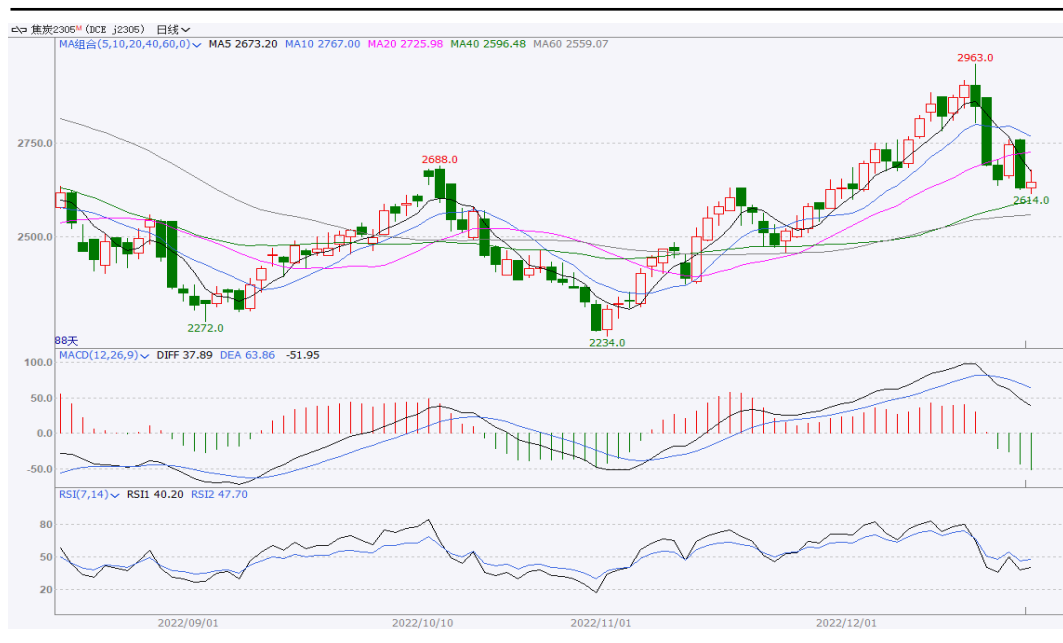 焦炭2305M (DCE j2305) 日线
MA组合(5,10,20,40,60,0) MA5 2673.20 MA10 2767.00 MA20 2725.98 MA40 2596.48 MA60 2559.07
2963.0
2750.0
2688.0
2614.0
2500.0
2272.0
2234.0
88天
MACD(12,26,9) DIFF 37.89 DEA 63.86 -51.95
100.0
50.0
0.0
-50.0
RSI(7,14) RSI1 40.20 RSI2 47.70
80
50
20
2022/09/01 2022/10/10 2022/11/01 2022/12/01